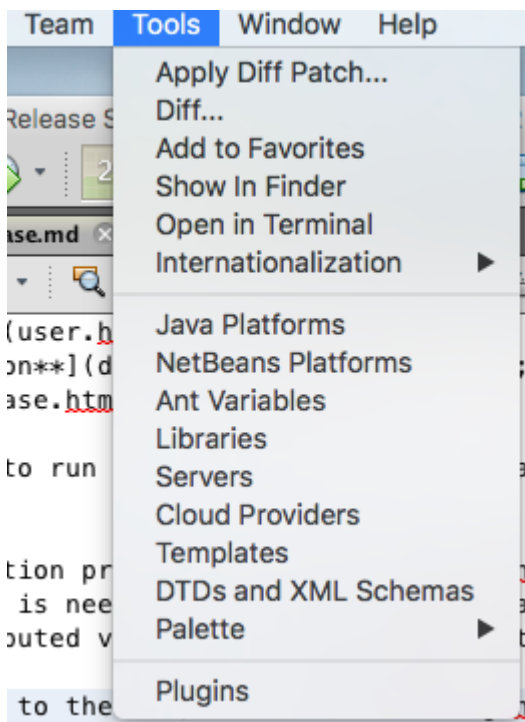 Team Tools Window Help
Apply Diff Patch...
Release S Diff...
Add to Favorites
2 Show In Finder
ase.md Open in Terminal
Internationalization
(user.h Java Platforms
on**](d NetBeans Platforms ;
ase.htm Ant Variables
Libraries
to run Servers
Cloud Providers
Templates
tion pr DTDs and XML Schemas
is nee
outed v Palette
to the Plugins